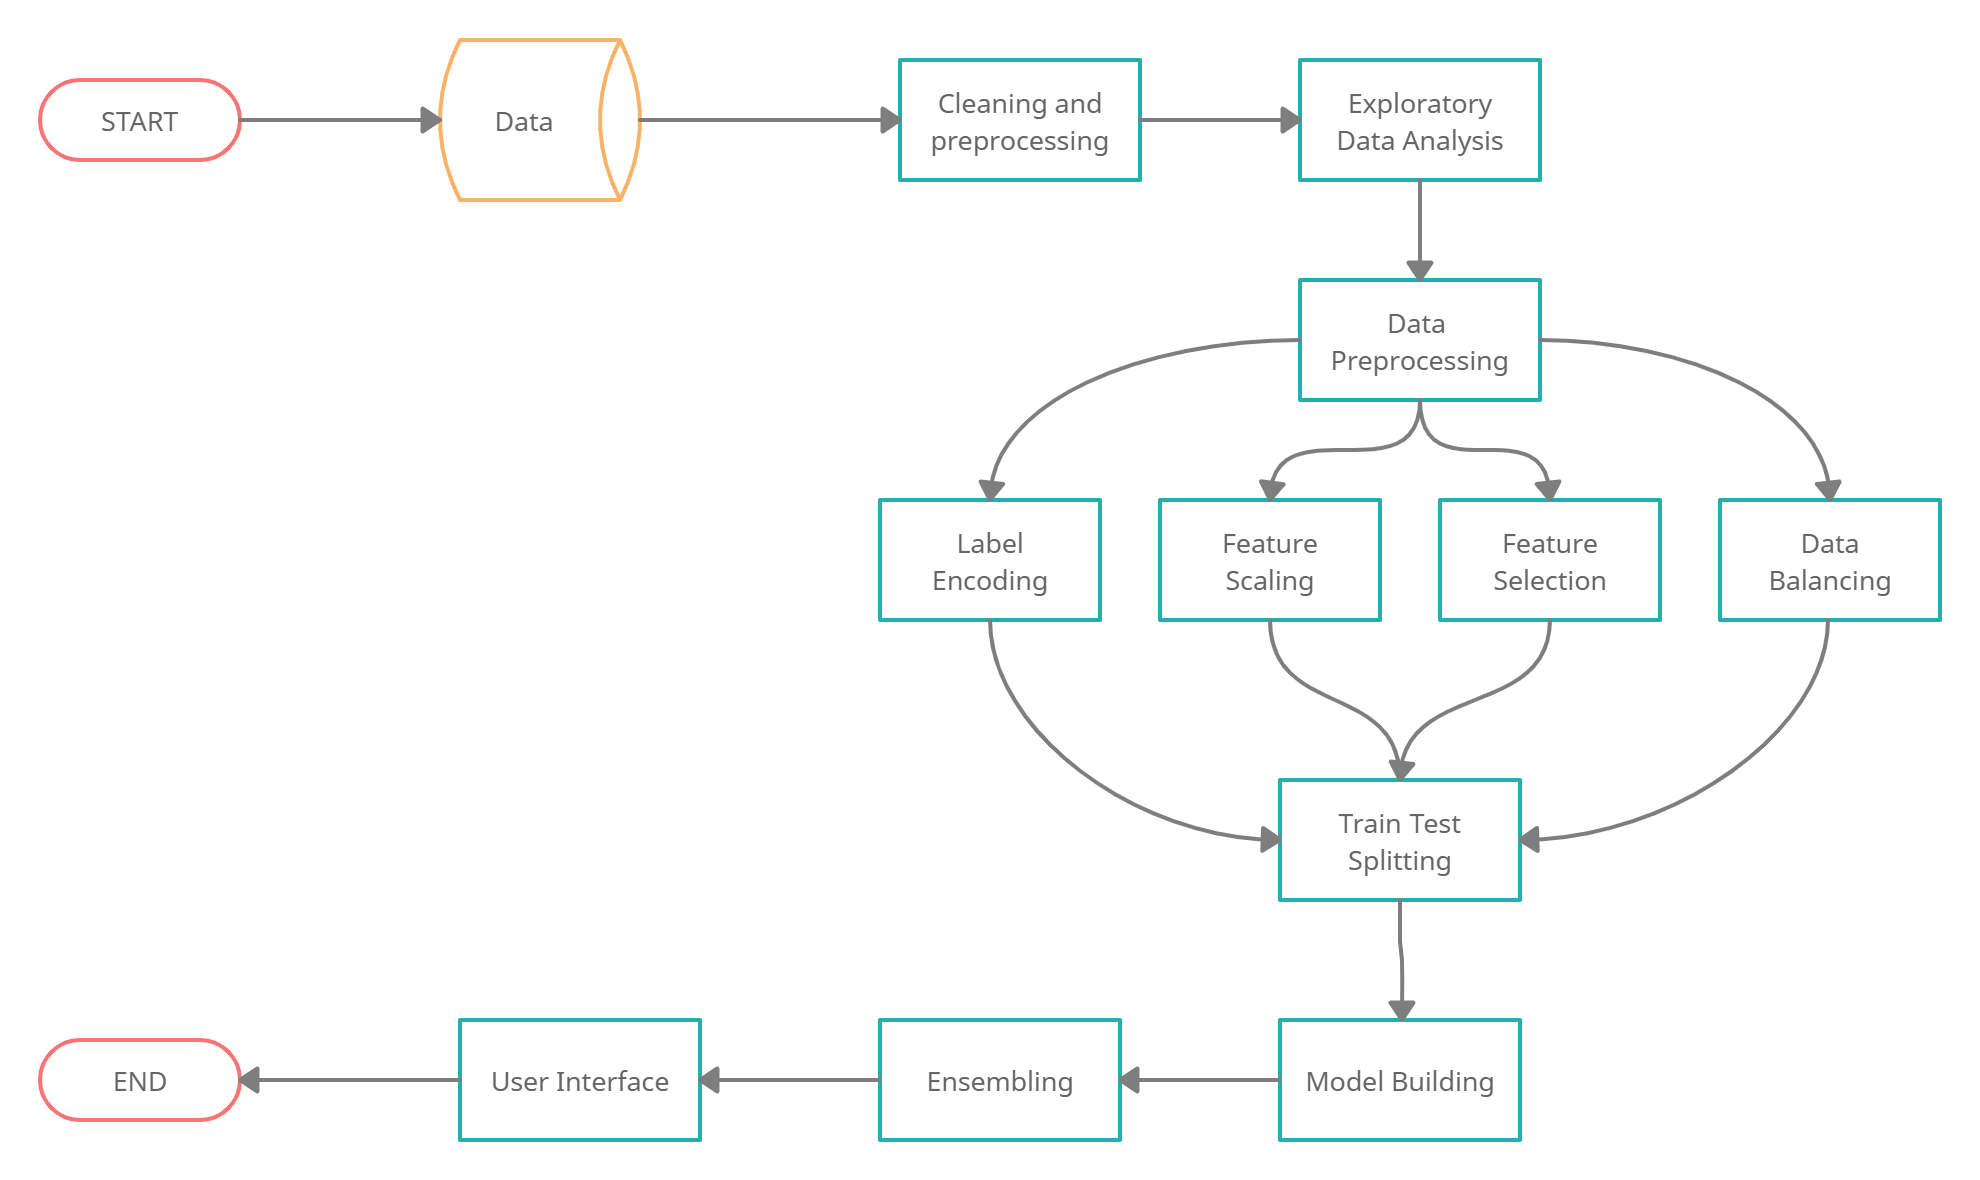 START
Data
Cleaning and
preprocessing
Exploratory
Data Analysis
Data
Preprocessing
Label
Encoding
Feature
Scaling
Feature
Selection
Data
Balancing
Train Test
Splitting
Model Building
Ensembling
User Interface
END